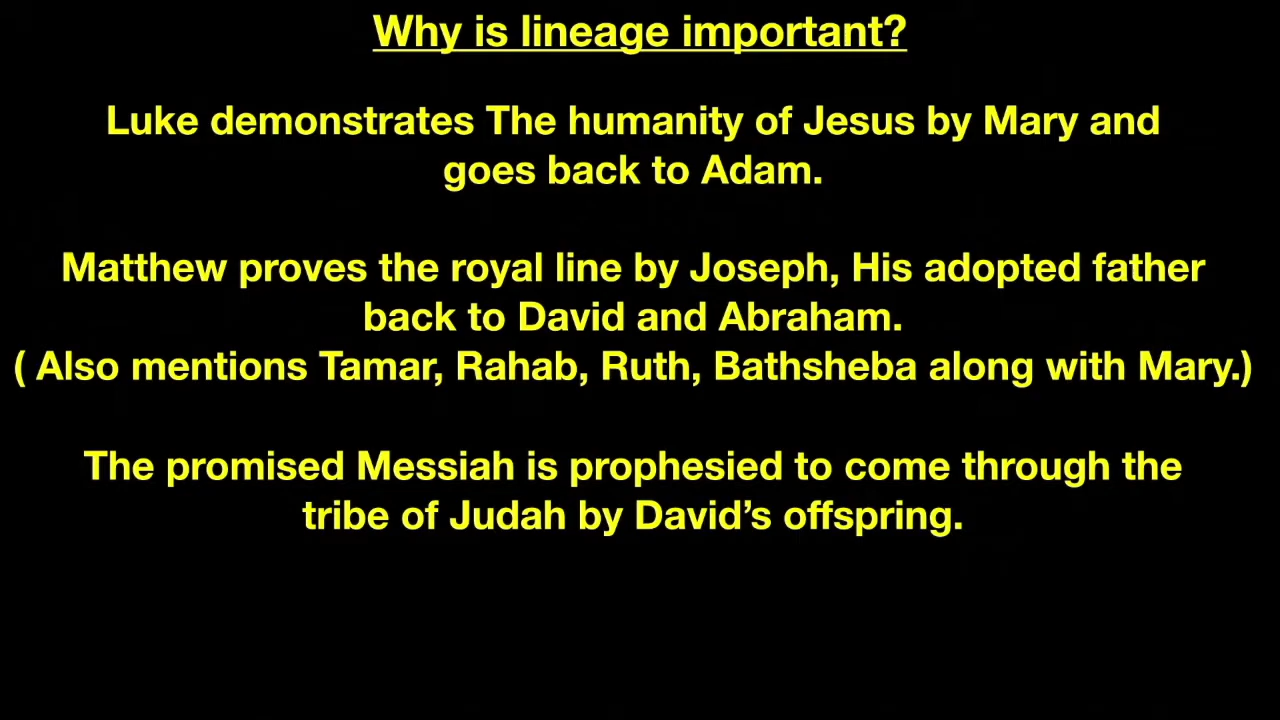 Why is lineage important?
Luke demonstrates The humanity of Jesus by Mary and
goes back to Adam.
Matthew proves the royal line by Joseph, His adopted father
back to David and Abraham.
( Also mentions Tamar, Rahab, Ruth, Bathsheba along with Mary.)
The promised Messiah is prophesied to come through the
tribe of Judah by David’s offspring.